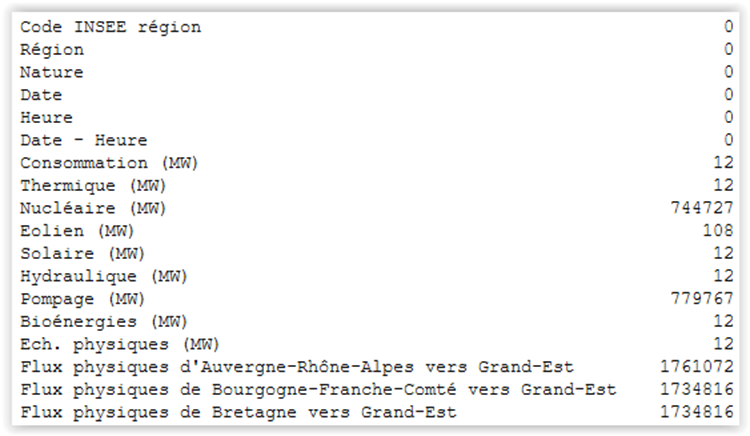 Code INSEE région 0
Région 0
Nature 0
Date 0
Heure 0
Date - Heure 0
Consommation (MW) 12
Thermique (MW) 12
Nucléaire (MW) 744727
Eolien (MW) 108
Solaire (MW) 12
Hydraulique (MW) 12
Pompage (MW) 779767
Bioénergies (MW) 12
Ech. physiques (MW) 12
Flux physiques d'Auvergne-Rhône-Alpes vers Grand-Est 1761072
Flux physiques de Bourgogne-Franche-Comté vers Grand-Est 1734816
Flux physiques de Bretagne vers Grand-Est 1734816